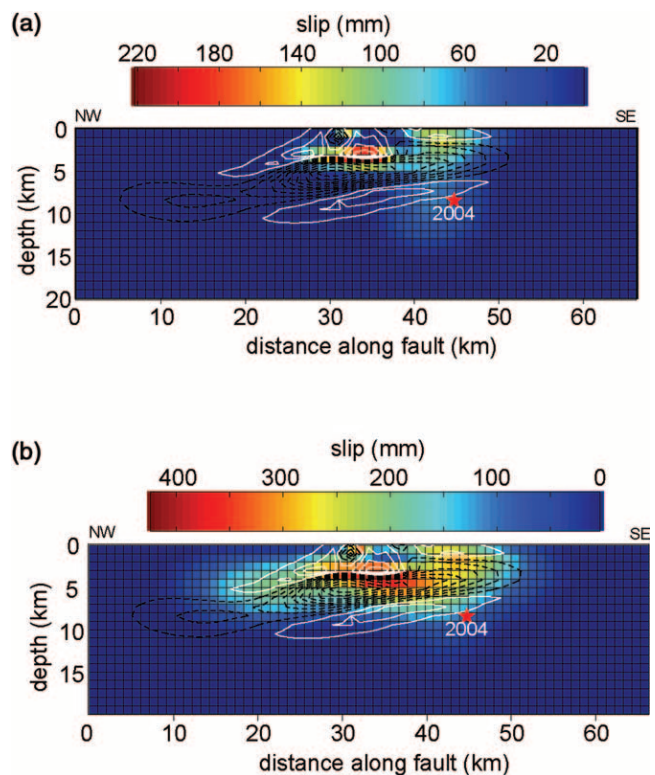 (a)
slip (mm)
220 180 140 100 60 20
NW SE
0
5
10
15
20
depth (km)
2004
0 10 20 30 40 50 60
distance along fault (km)
(b)
slip (mm)
400 300 200 100 0
NW SE
0
5
10
15
depth (km)
2004
0 10 20 30 40 50 60
distance along fault (km)